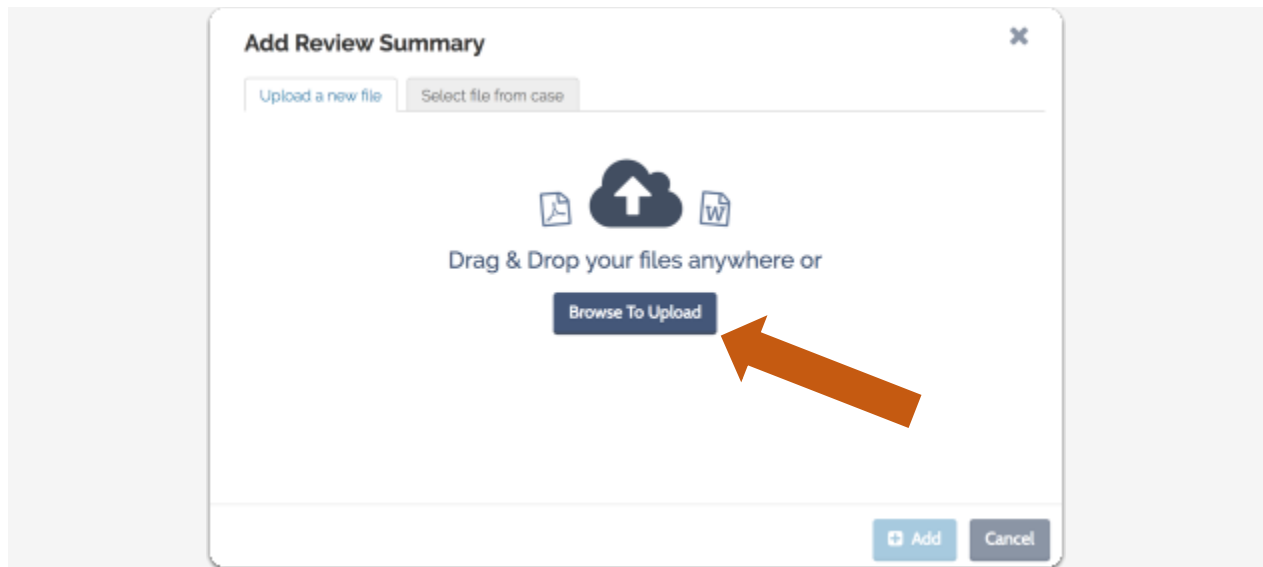 Add Review Summary
Upload a new file
Select file from case
W
Drag & Drop your files anywhere or
Browse To Upload
Add
Cancel